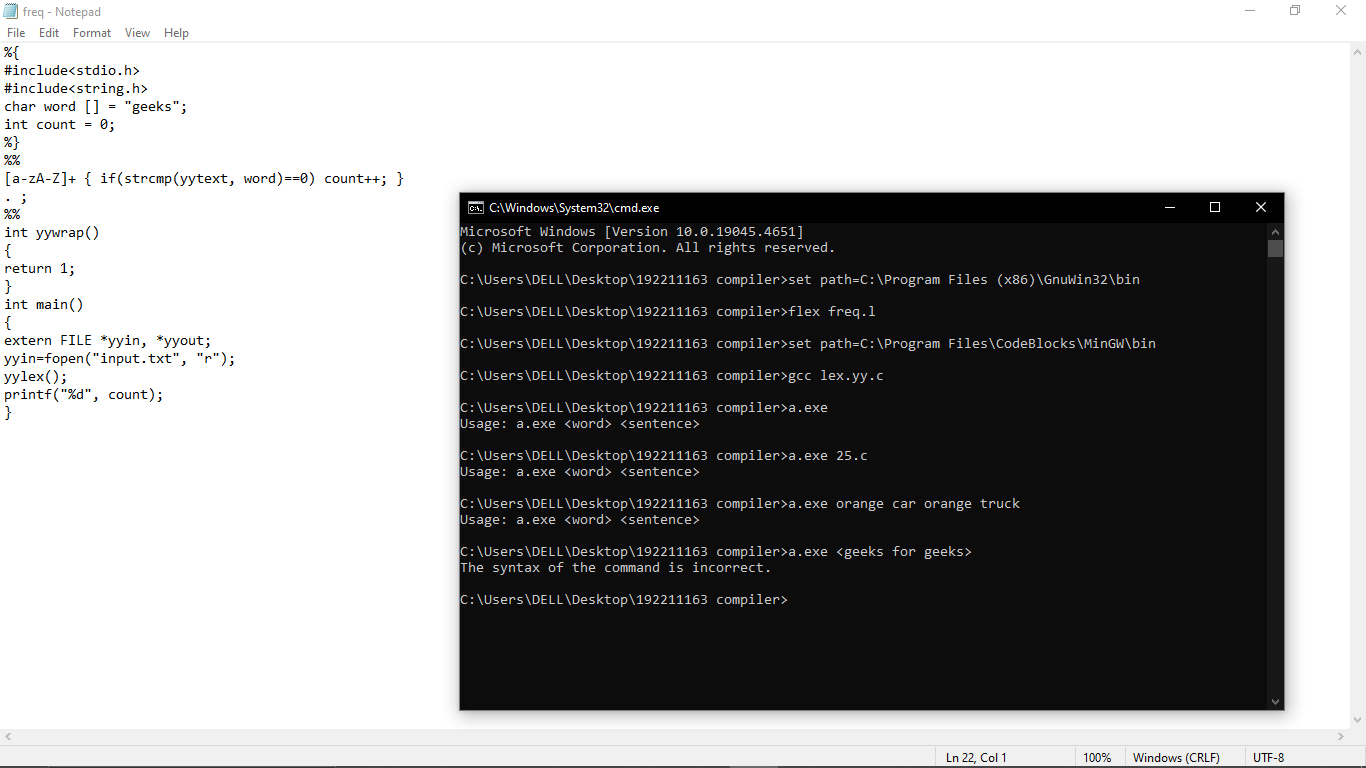 freq - Notepad
File Edit Format View Help
%{
#include<stdio.h>
#include<string.h>
char word [] = "geeks";
int count = 0;
%}
%%
[a-zA-Z]+ { if(strcmp(yytext, word)==0) count++; }
. ;
%%
int yywrap()
{
return 1;
}
int main()
{
extern FILE *yyin, *yyout;
yyin=fopen("input.txt", "r");
yylex();
printf("%d", count);
}
C:\Windows\System32\cmd.exe
Microsoft Windows [Version 10.0.19045.4651]
(c) Microsoft Corporation. All rights reserved.
C:\Users\DELL\Desktop\192211163 compiler>set path=C:\Program Files (x86)\GnuWin32\bin
C:\Users\DELL\Desktop\192211163 compiler>flex freq.l
C:\Users\DELL\Desktop\192211163 compiler>set path=C:\Program Files\CodeBlocks\MinGW\bin
C:\Users\DELL\Desktop\192211163 compiler>gcc lex.yy.c
C:\Users\DELL\Desktop\192211163 compiler>a.exe
Usage: a.exe <word> <sentence>
C:\Users\DELL\Desktop\192211163 compiler>a.exe 25.c
Usage: a.exe <word> <sentence>
C:\Users\DELL\Desktop\192211163 compiler>a.exe orange car orange truck
Usage: a.exe <word> <sentence>
C:\Users\DELL\Desktop\192211163 compiler>a.exe <geeks for geeks>
The syntax of the command is incorrect.
C:\Users\DELL\Desktop\192211163 compiler>
Ln 22, Col 1 100% Windows (CRLF) UTF-8